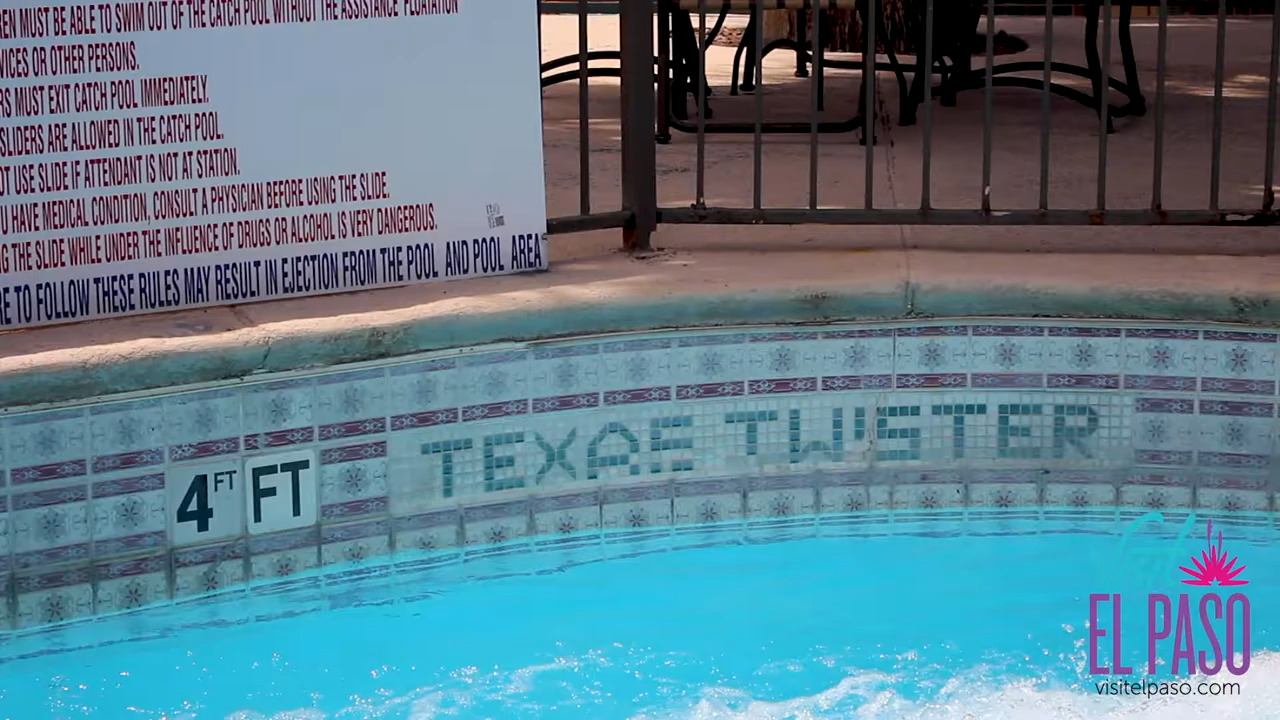 REN MUST BE ABLE TO SWIM OUT OF THE CATCH POOL WITHOUT THE ASSISTANCE FLOATATION
VICES OR OTHER PERSONS.
RS MUST EXIT CATCH POOL IMMEDIATELY.
SLIDERS ARE ALLOWED IN THE CATCH POOL.
OT USE SLIDE IF ATTENDANT IS NOT AT STATION.
U HAVE MEDICAL CONDITION, CONSULT A PHYSICIAN BEFORE USING THE SLIDE.
NG THE SLIDE WHILE UNDER THE INFLUENCE OF DRUGS OR ALCOHOL IS VERY DANGEROUS.
RE TO FOLLOW THESE RULES MAY RESULT IN EJECTION FROM THE POOL AND POOL AREA
TEXAS TWISTER
4 FT FT
Visit
EL PASO
visitelpaso.com